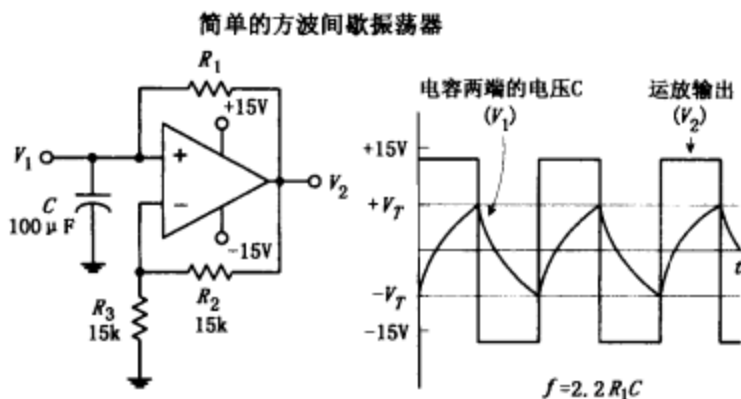 简单的方波间歇振荡器
R₁
+15V
V₁
+
−
V₂
C
100μF
-15V
R₂
15k
R₃
15k
电容两端的电压C
(V₁)
运放输出
(V₂)
+15V
+V_T
t
-V_T
-15V
f=2.2R₁C